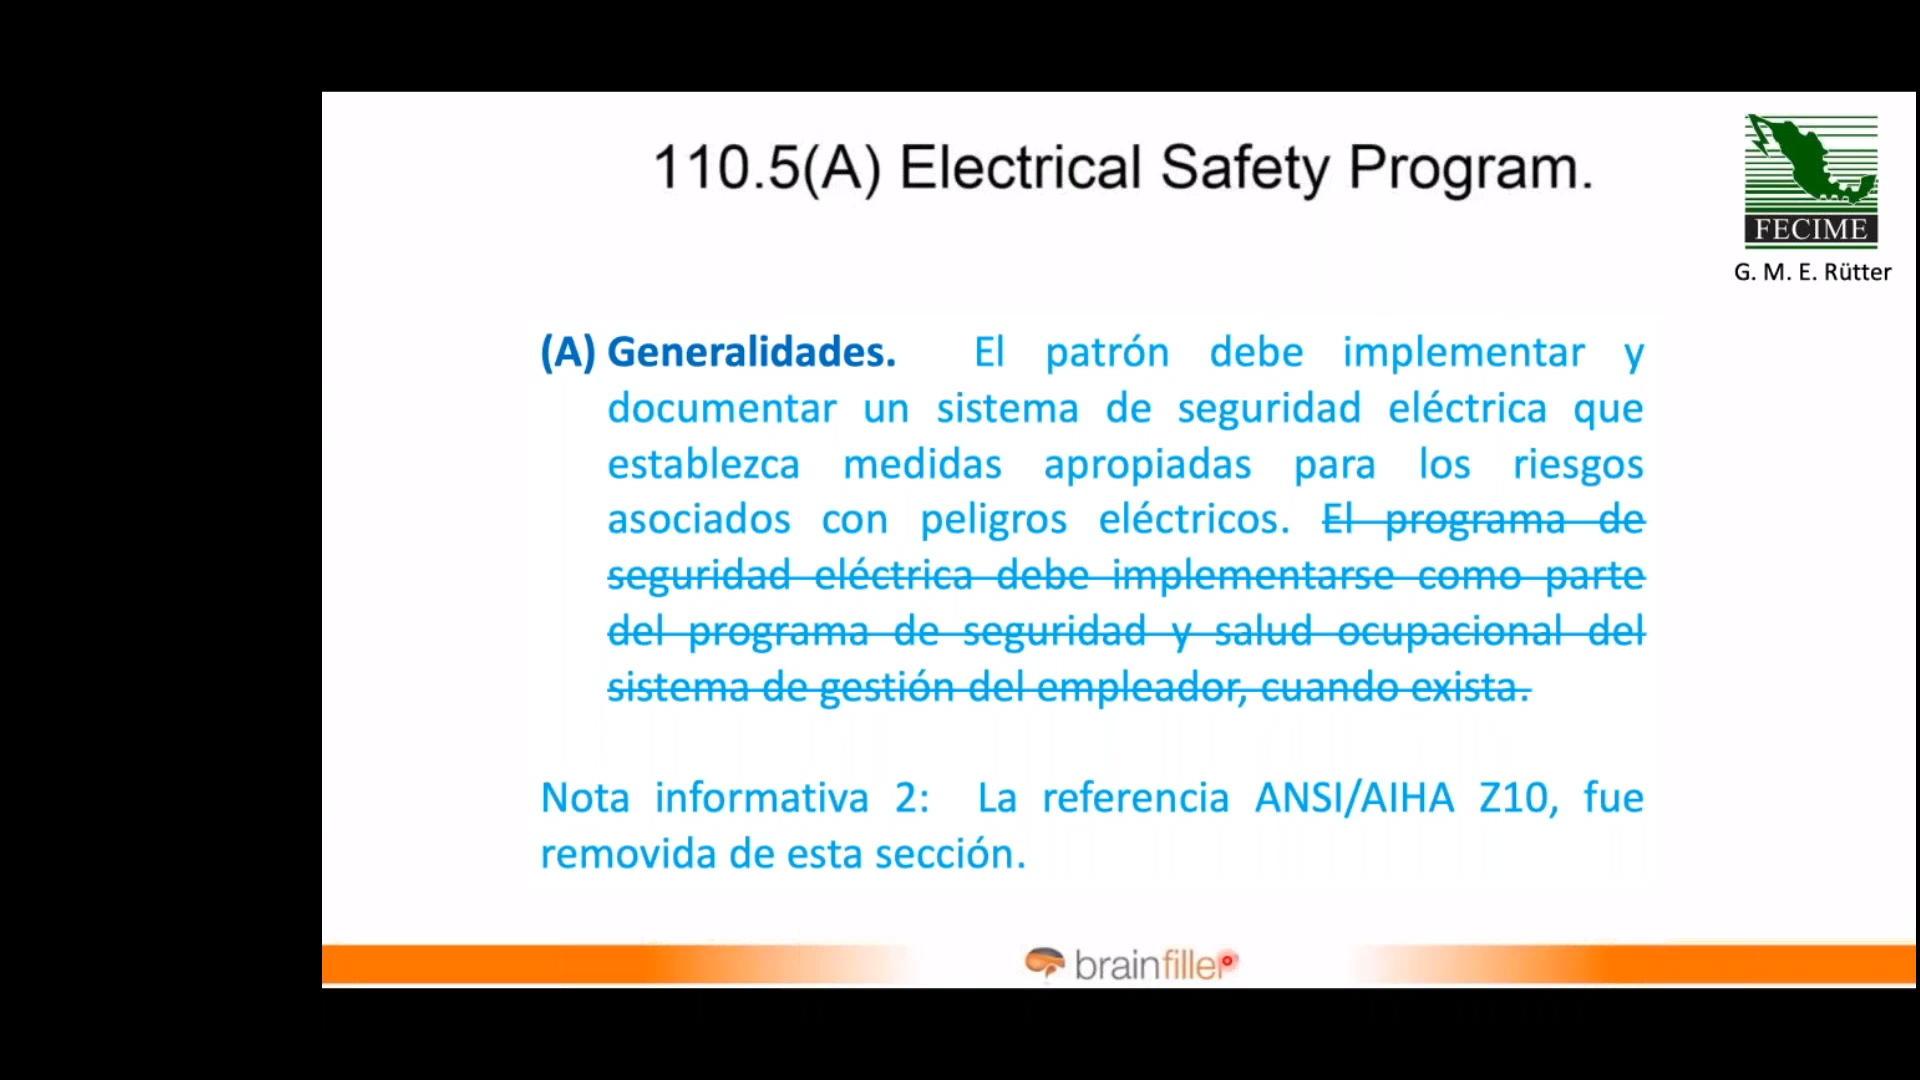 110.5(A) Electrical Safety Program.
FECIME
G. M. E. Rütter
(A) Generalidades. El patrón debe implementar y
documentar un sistema de seguridad eléctrica que
establezca medidas apropiadas para los riesgos
asociados con peligros eléctricos. El programa de
seguridad eléctrica debe implementarse como parte
del programa de seguridad y salud ocupacional del
sistema de gestión del empleador, cuando exista.
Nota informativa 2: La referencia ANSI/AIHA Z10, fue
removida de esta sección.
brainfiller